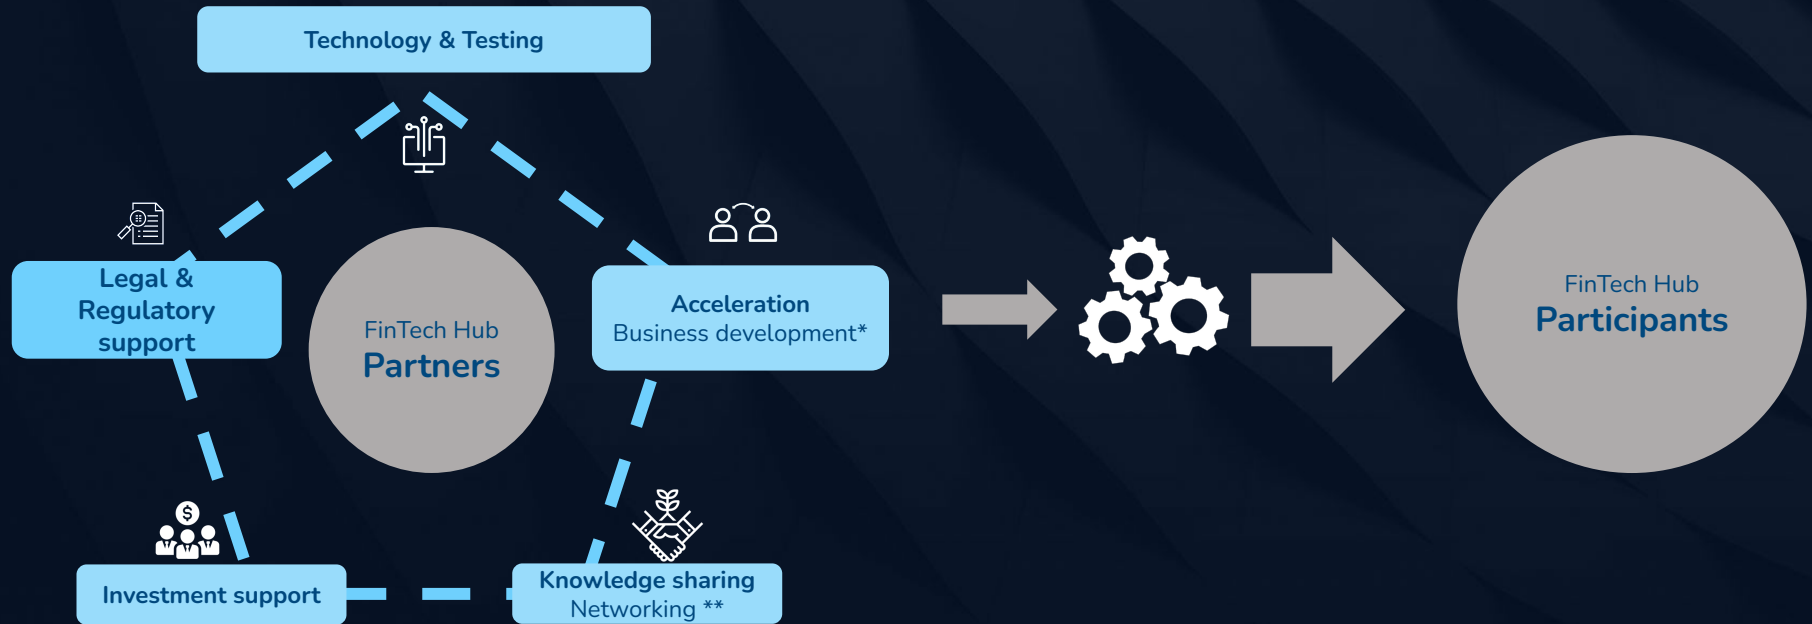 Technology & Testing
Legal &
Regulatory
support
FinTech Hub
Partners
Acceleration
Business development*
Investment support
Knowledge sharing
Networking **
FinTech Hub
Participants